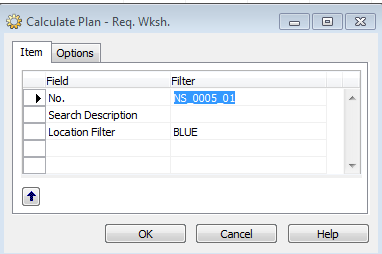 Calculate Plan - Req. Wksh.
Item Options
Field Filter
No. NS_0005_01
Search Description
Location Filter BLUE
OK Cancel Help